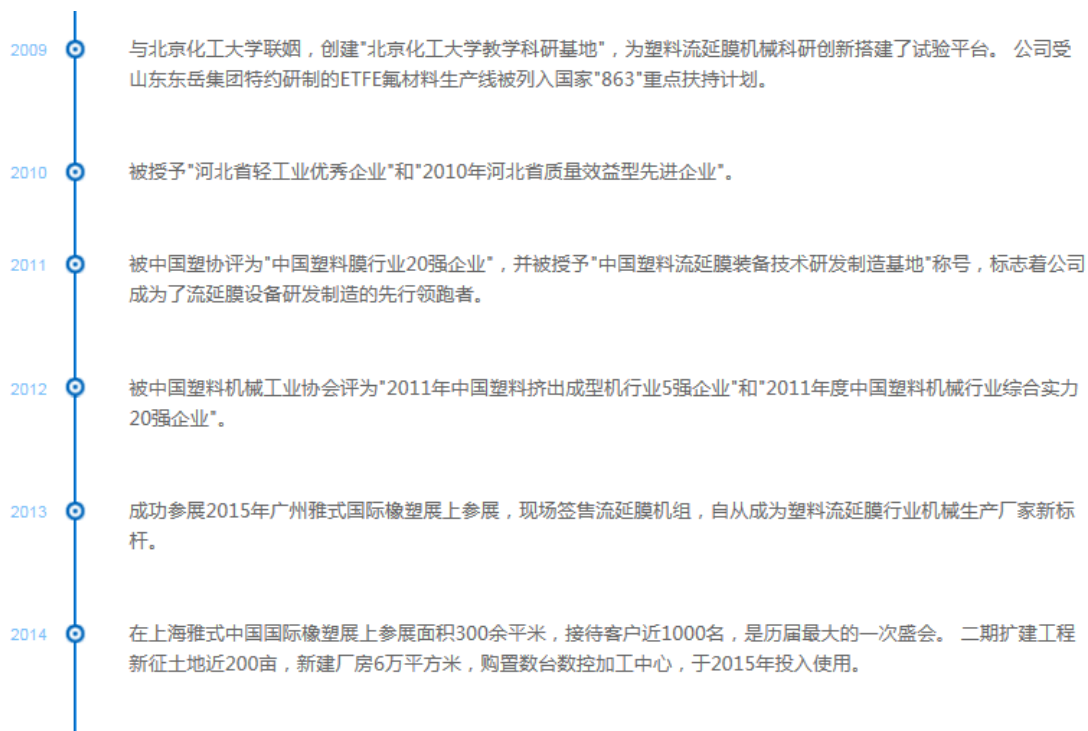 2009 与北京化工大学联姻，创建"北京化工大学教学科研基地"，为塑料流延膜机械科研创新搭建了试验平台。 公司受
山东东岳集团特约研制的ETFE氟材料生产线被列入国家"863"重点扶持计划。
2010 被授予"河北省轻工业优秀企业"和"2010年河北省质量效益型先进企业"。
2011 被中国塑协评为"中国塑料膜行业20强企业"，并被授予"中国塑料流延膜装备技术研发制造基地"称号，标志着公司
成为了流延膜设备研发制造的先行领跑者。
2012 被中国塑料机械工业协会评为"2011年中国塑料挤出成型机行业5强企业"和"2011年度中国塑料机械行业综合实力
20强企业"。
2013 成功参展2015年广州雅式国际橡塑展上参展，现场签售流延膜机组，自从成为塑料流延膜行业机械生产厂家新标
杆。
2014 在上海雅式中国国际橡塑展上参展面积300余平米，接待客户近1000名，是历届最大的一次盛会。 二期扩建工程
新征土地近200亩，新建厂房6万平方米，购置数台数控加工中心，于2015年投入使用。